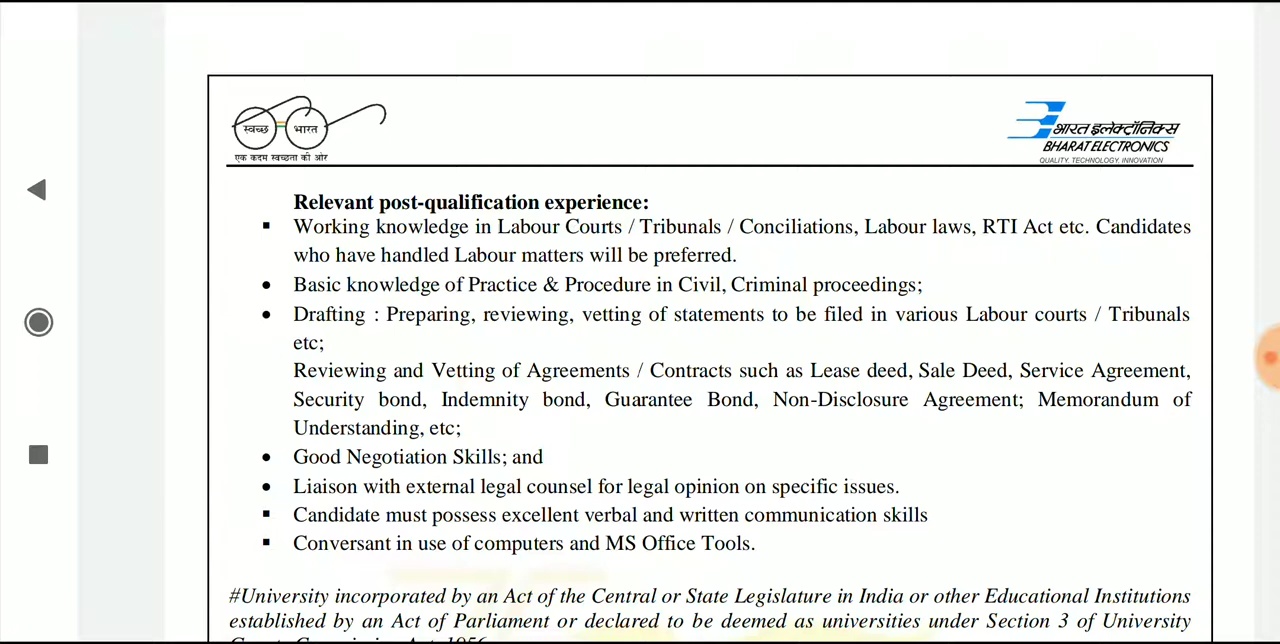 स्वच्छ भारत
एक कदम स्वच्छता की ओर
भारत इलेक्ट्रॉनिक्स
BHARAT ELECTRONICS
QUALITY. TECHNOLOGY. INNOVATION
Relevant post-qualification experience:
▪ Working knowledge in Labour Courts / Tribunals / Conciliations, Labour laws, RTI Act etc. Candidates
who have handled Labour matters will be preferred.
• Basic knowledge of Practice & Procedure in Civil, Criminal proceedings;
• Drafting : Preparing, reviewing, vetting of statements to be filed in various Labour courts / Tribunals
etc;
Reviewing and Vetting of Agreements / Contracts such as Lease deed, Sale Deed, Service Agreement,
Security bond, Indemnity bond, Guarantee Bond, Non-Disclosure Agreement; Memorandum of
Understanding, etc;
• Good Negotiation Skills; and
• Liaison with external legal counsel for legal opinion on specific issues.
▪ Candidate must possess excellent verbal and written communication skills
▪ Conversant in use of computers and MS Office Tools.
#University incorporated by an Act of the Central or State Legislature in India or other Educational Institutions
established by an Act of Parliament or declared to be deemed as universities under Section 3 of University